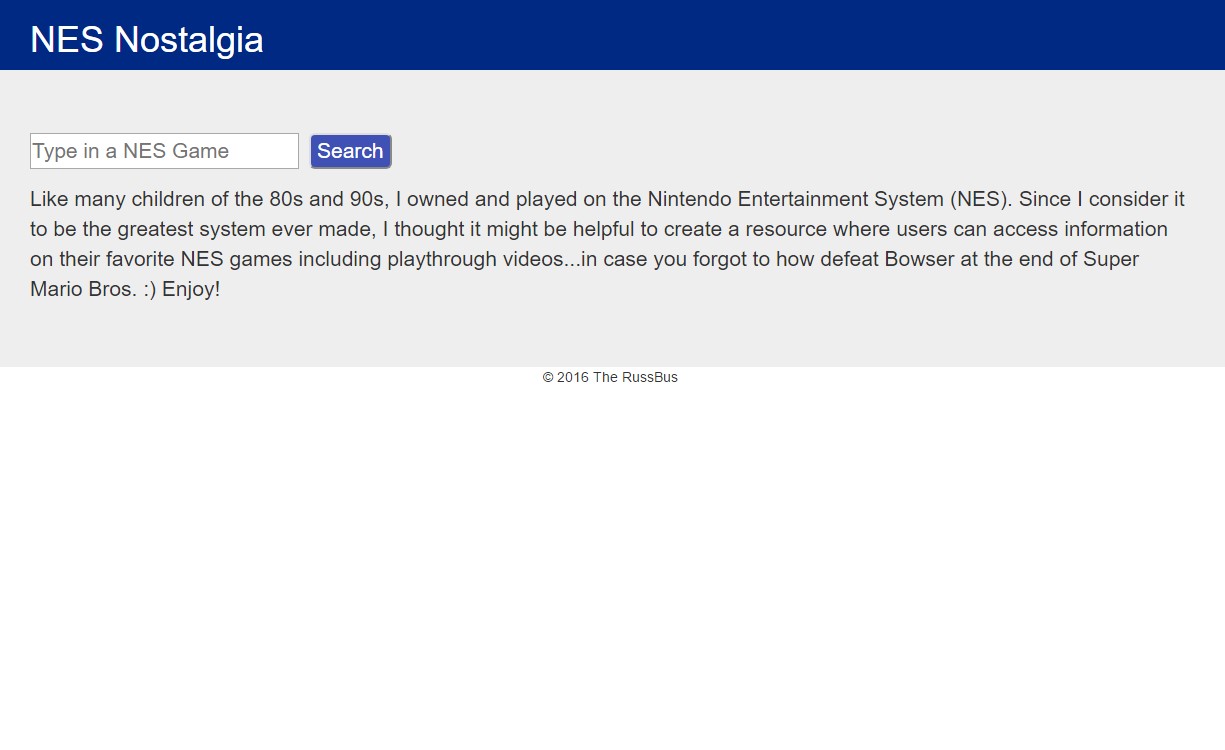 NES Nostalgia
Type in a NES Game
Search
Like many children of the 80s and 90s, I owned and played on the Nintendo Entertainment System (NES). Since I consider it
to be the greatest system ever made, I thought it might be helpful to create a resource where users can access information
on their favorite NES games including playthrough videos...in case you forgot to how defeat Bowser at the end of Super
Mario Bros. :) Enjoy!
© 2016 The RussBus